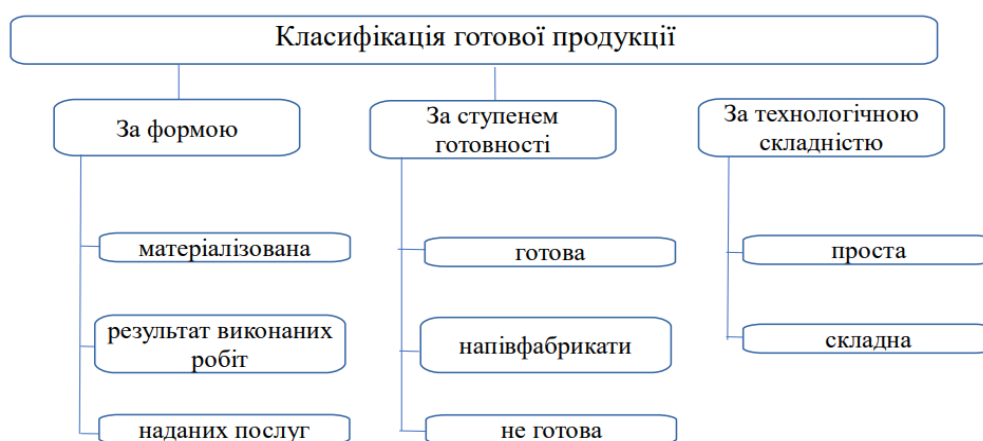 Класифікація готової продукції
За формою
матеріалізована
результат виконаних
робіт
наданих послуг
За ступенем
готовності
готова
напівфабрикати
не готова
За технологічною
складністю
проста
складна